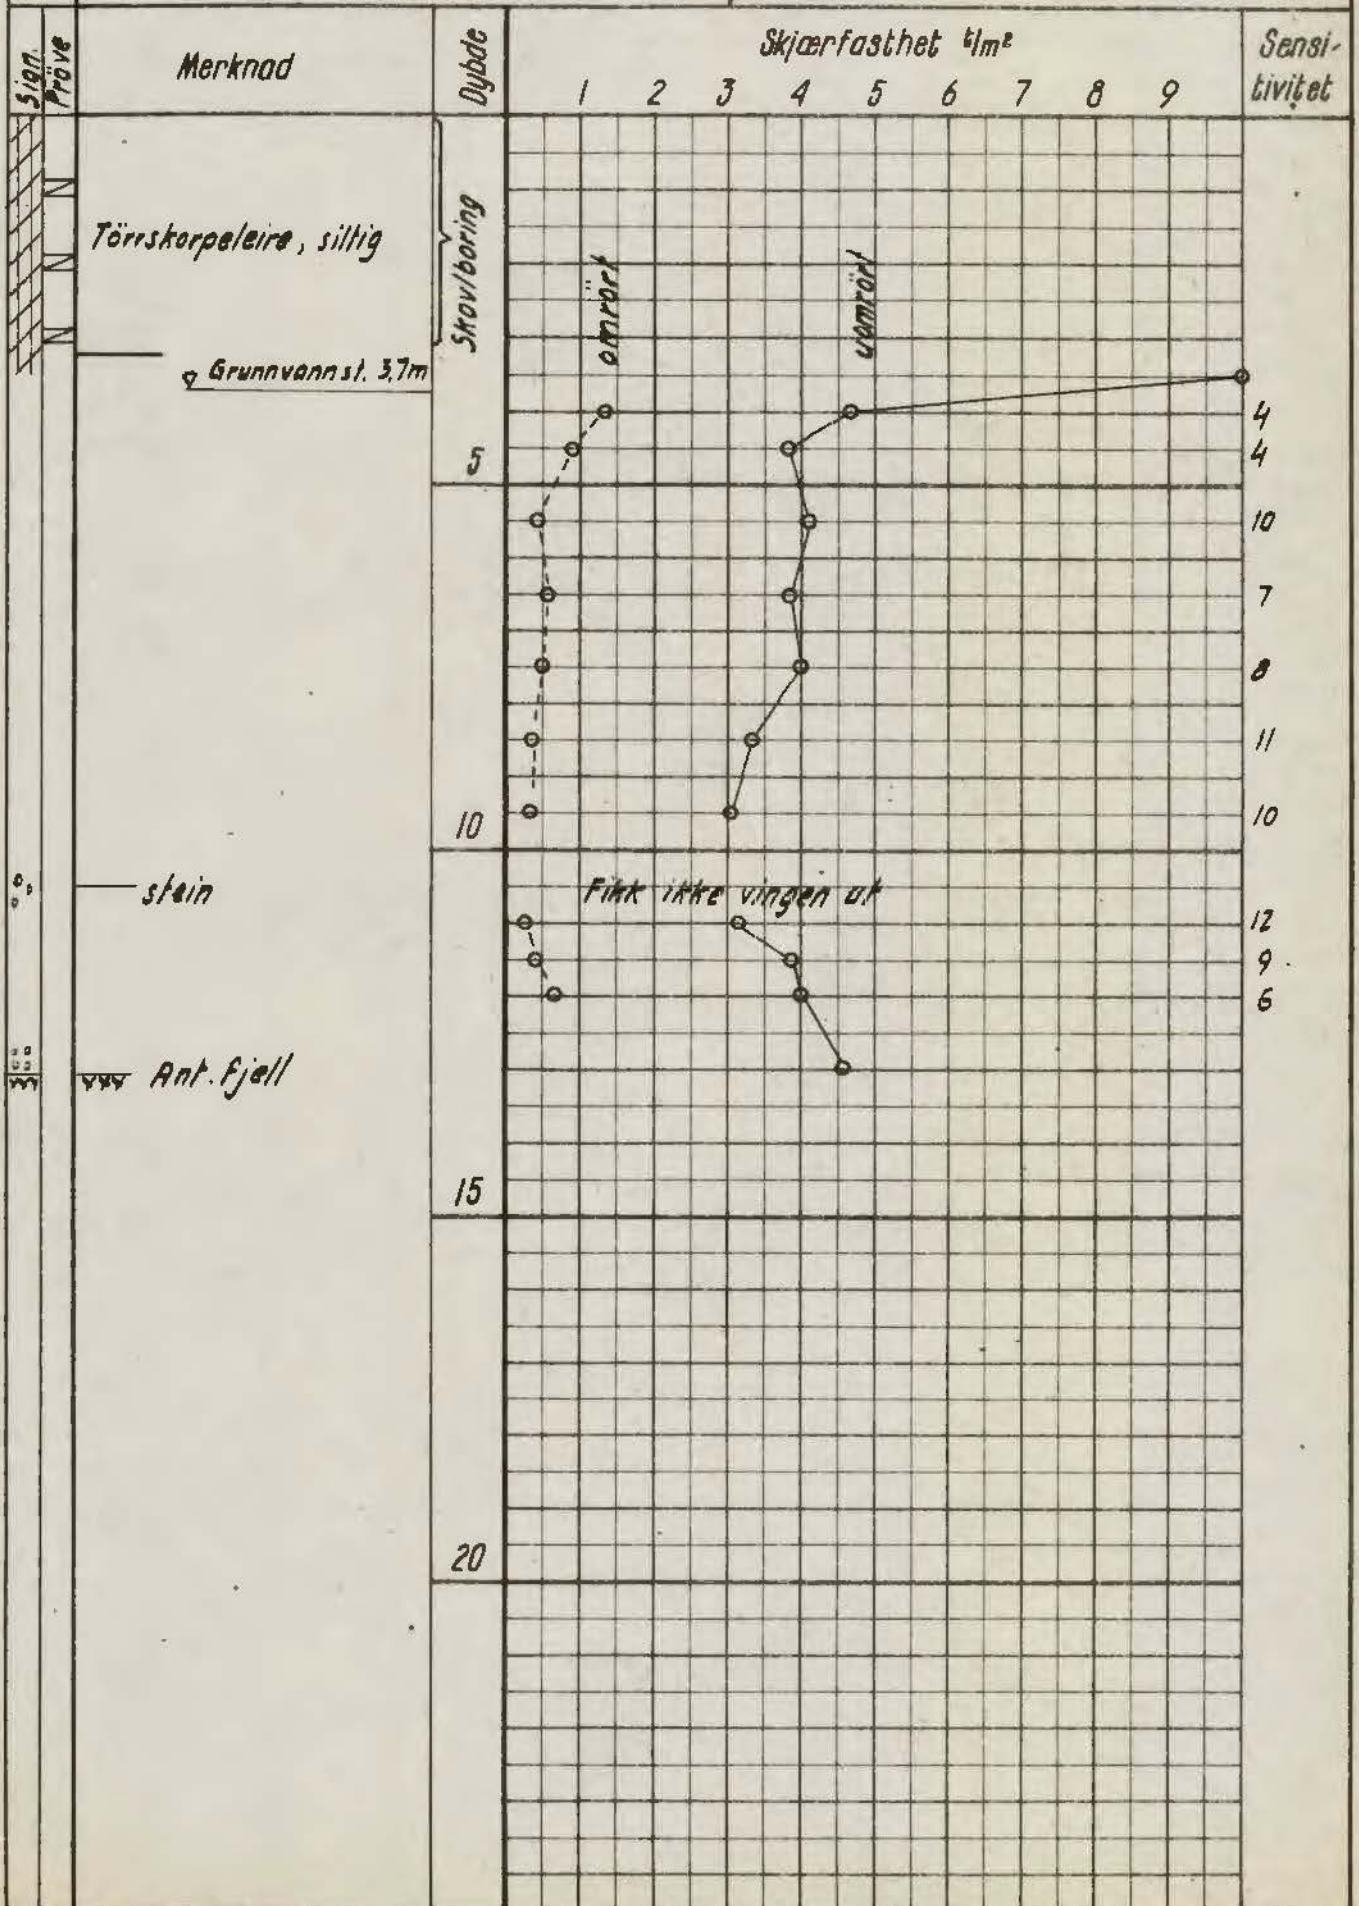 Sign.
Pröve
Merknad
Dybde
Skjærfasthet t/m²
Sensi-
tivitet
1 2 3 4 5 6 7 8 9
Törrskorpeleire, siltig
Skovlboring
omrört
uomrört
Grunnvannst. 3,7m
4
4
5
10
7
8
11
10
10
stein
Fikk ikke vingen ut
12
9
6
Ant. fjell
15
20